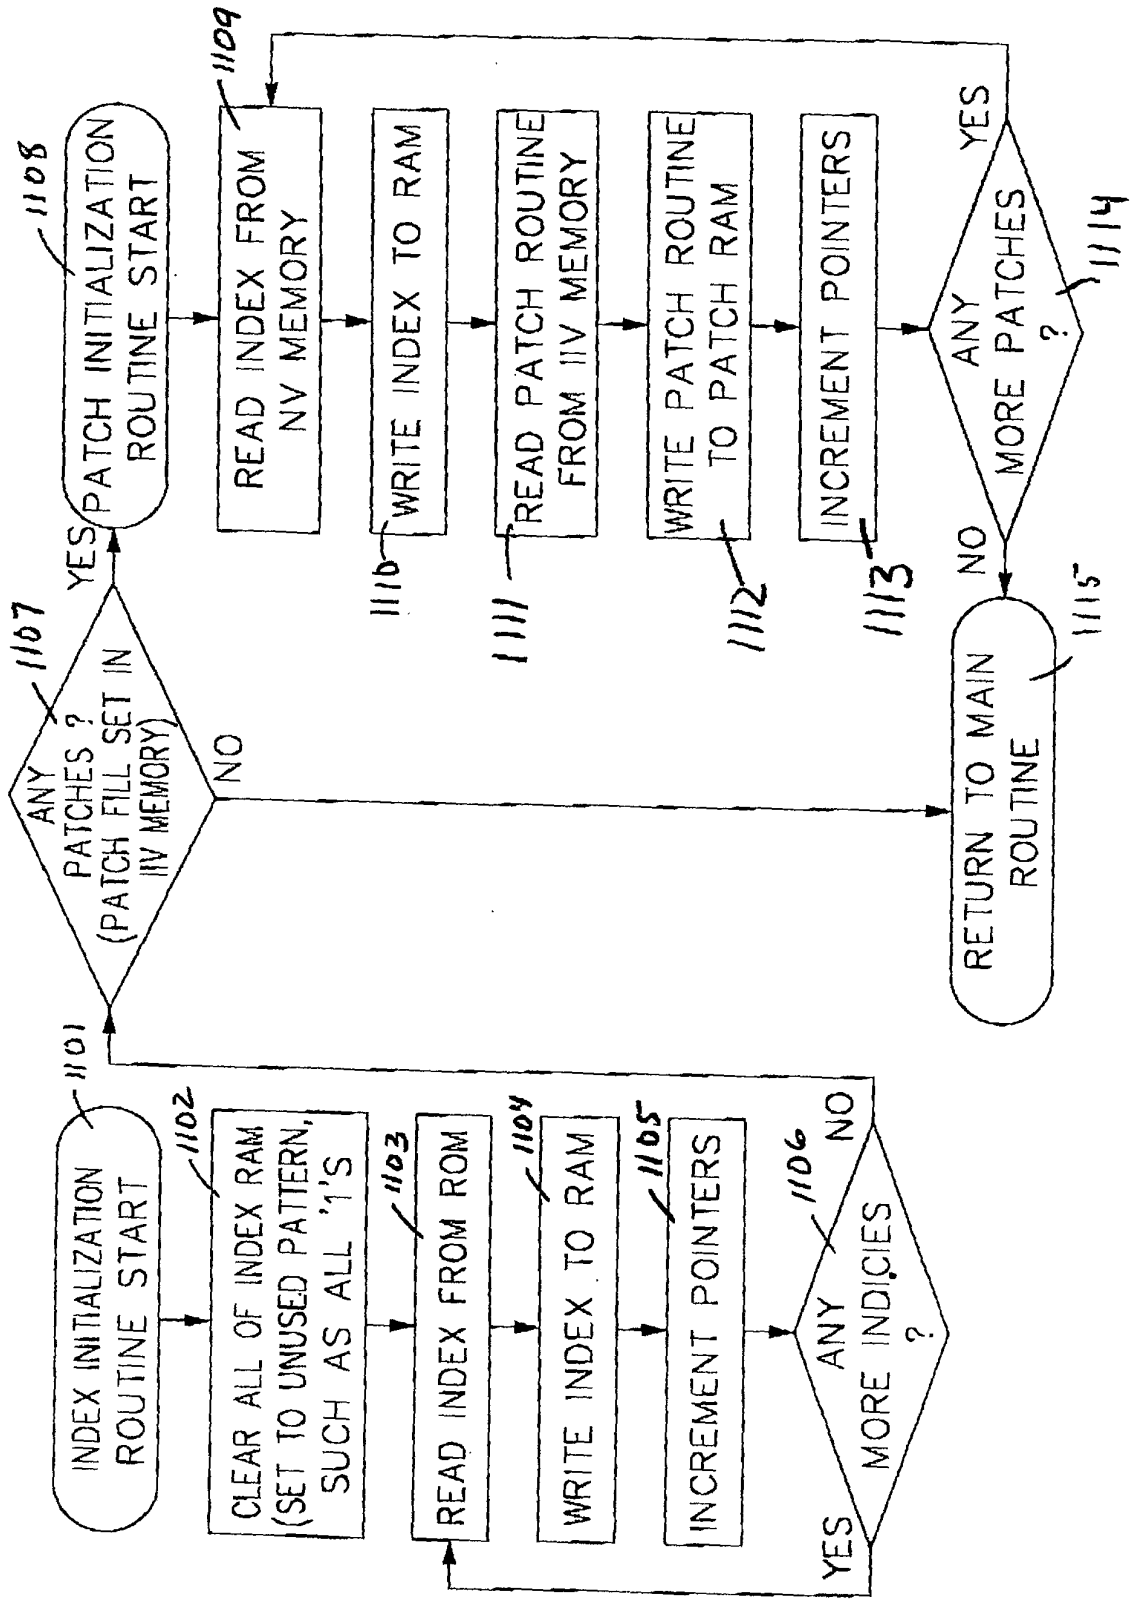 1101
INDEX INITIALIZATION
ROUTINE START
1102
CLEAR ALL OF INDEX RAM
(SET TO UNUSED PATTERN,
SUCH AS ALL '1'S
1103
READ INDEX FROM ROM
1104
WRITE INDEX TO RAM
1105
INCREMENT POINTERS
1106
ANY
MORE INDICIES
?
YES
NO
1107
ANY
PATCHES ?
(PATCH FILL SET IN
IIV MEMORY)
YES
NO
1108
PATCH INITIALIZATION
ROUTINE START
1109
READ INDEX FROM
NV MEMORY
1110
WRITE INDEX TO RAM
1111
READ PATCH ROUTINE
FROM IIV MEMORY
1112
WRITE PATCH ROUTINE
TO PATCH RAM
1113
INCREMENT POINTERS
1114
ANY
MORE PATCHES
?
YES
NO
1115
RETURN TO MAIN
ROUTINE